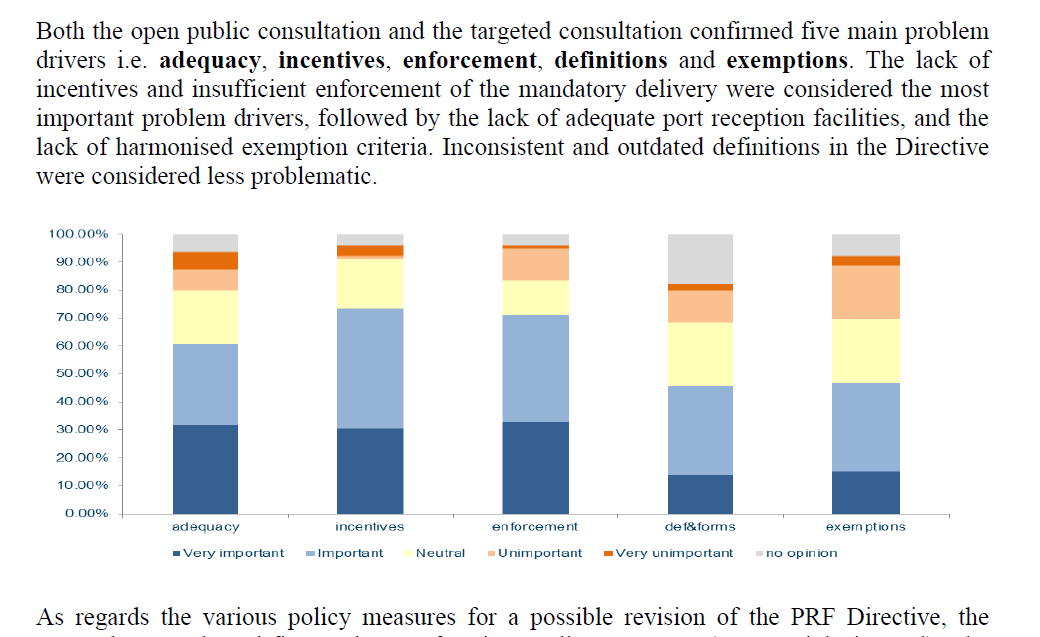 Both the open public consultation and the targeted consultation confirmed five main problem
drivers i.e. adequacy, incentives, enforcement, definitions and exemptions. The lack of
incentives and insufficient enforcement of the mandatory delivery were considered the most
important problem drivers, followed by the lack of adequate port reception facilities, and the
lack of harmonised exemption criteria. Inconsistent and outdated definitions in the Directive
were considered less problematic.
100.00%
90.00%
80.00%
70.00%
60.00%
50.00%
40.00%
30.00%
20.00%
10.00%
0.00%
adequacy incentives enforcement def&forms exemptions
Very important Important Neutral Unimportant Very unimportant no opinion
As regards the various policy measures for a possible revision of the PRF Directive, the